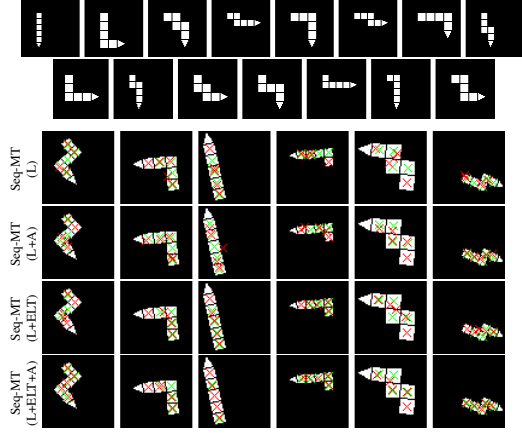 Seq-MT
(L)
Seq-MT
(L+A)
Seq-MT
(L+ELT)
Seq-MT
(L+ELT+A)